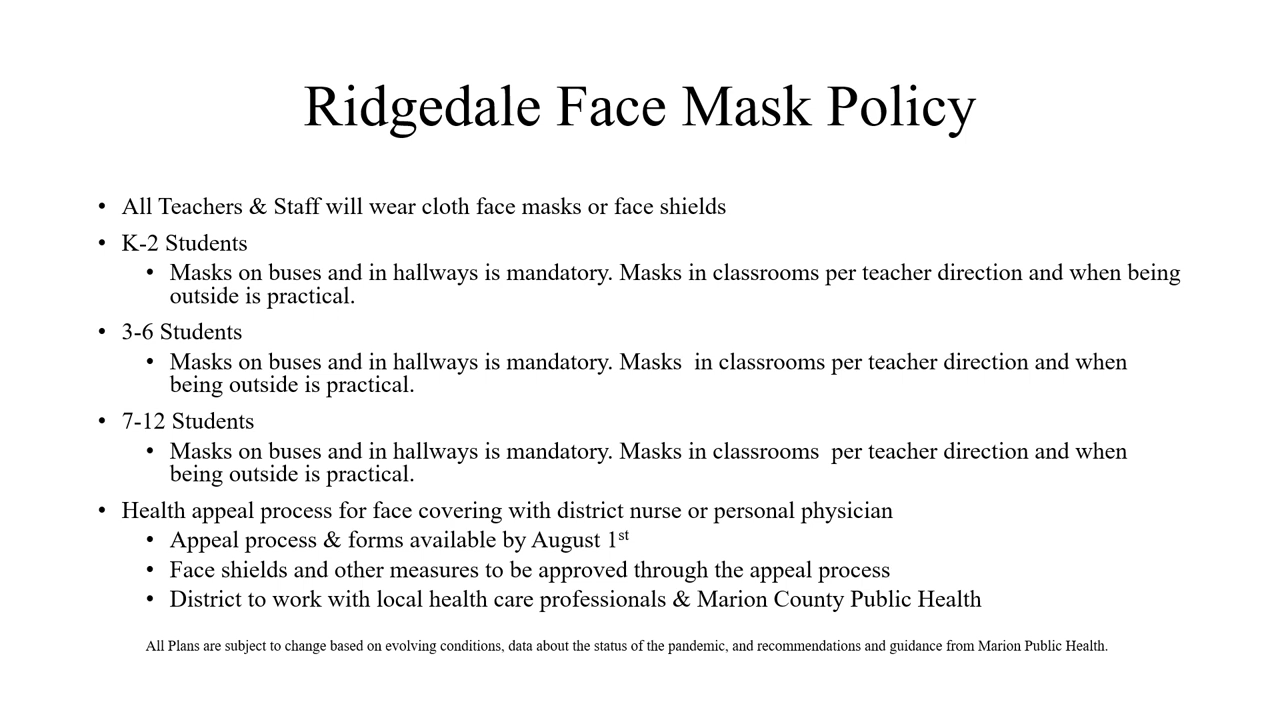 Ridgedale Face Mask Policy
• All Teachers & Staff will wear cloth face masks or face shields
• K-2 Students
• Masks on buses and in hallways is mandatory. Masks in classrooms per teacher direction and when being
outside is practical.
• 3-6 Students
• Masks on buses and in hallways is mandatory. Masks  in classrooms per teacher direction and when
being outside is practical.
• 7-12 Students
• Masks on buses and in hallways is mandatory. Masks in classrooms  per teacher direction and when
being outside is practical.
• Health appeal process for face covering with district nurse or personal physician
• Appeal process & forms available by August 1st
• Face shields and other measures to be approved through the appeal process
• District to work with local health care professionals & Marion County Public Health
All Plans are subject to change based on evolving conditions, data about the status of the pandemic, and recommendations and guidance from Marion Public Health.